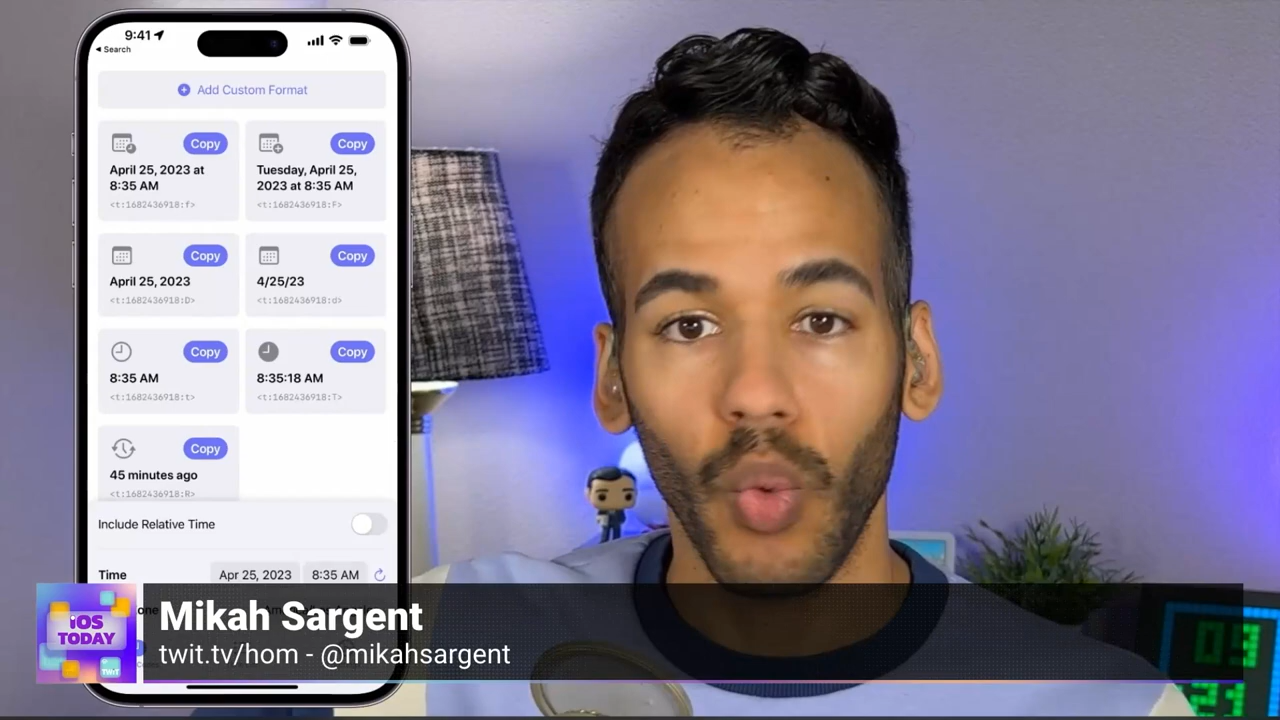 9:41
Search
Add Custom Format
Copy
April 25, 2023 at
8:35 AM
<t:1682436918:f>
Copy
Tuesday, April 25,
2023 at 8:35 AM
<t:1682436918:F>
Copy
April 25, 2023
<t:1682436918:D>
Copy
4/25/23
<t:1682436918:d>
Copy
8:35 AM
<t:1682436918:t>
Copy
8:35:18 AM
<t:1682436918:T>
Copy
45 minutes ago
<t:1682436918:R>
Include Relative Time
Time
Apr 25, 2023
8:35 AM
iOS
TODAY
TWiT
Mikah Sargent
twit.tv/hom - @mikahsargent